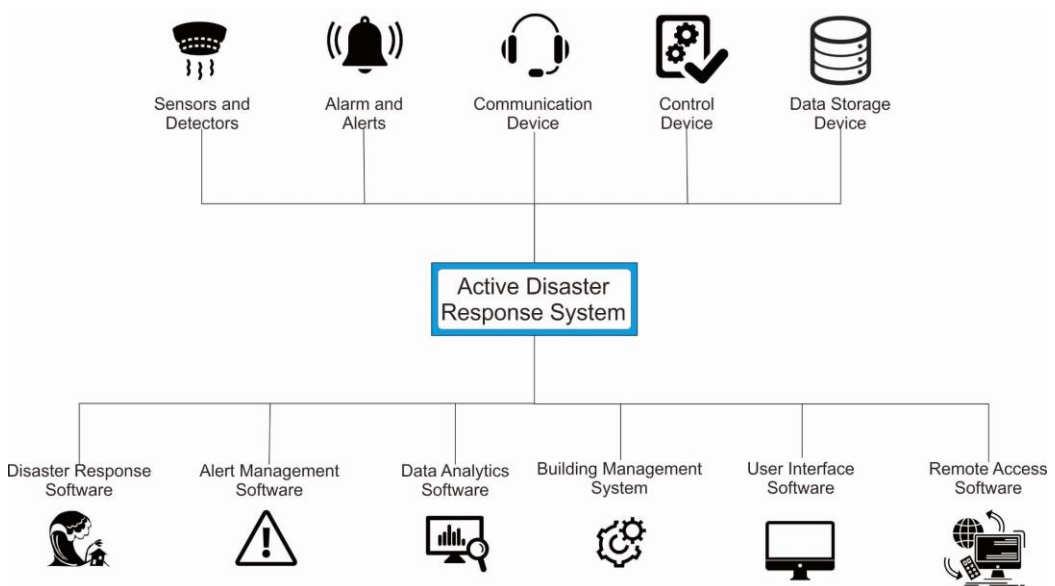 Sensors and
Detectors
Alarm and
Alerts
Communication
Device
Control
Device
Data Storage
Device
Active Disaster
Response System
Disaster Response
Software
Alert Management
Software
Data Analytics
Software
Building Management
System
User Interface
Software
Remote Access
Software